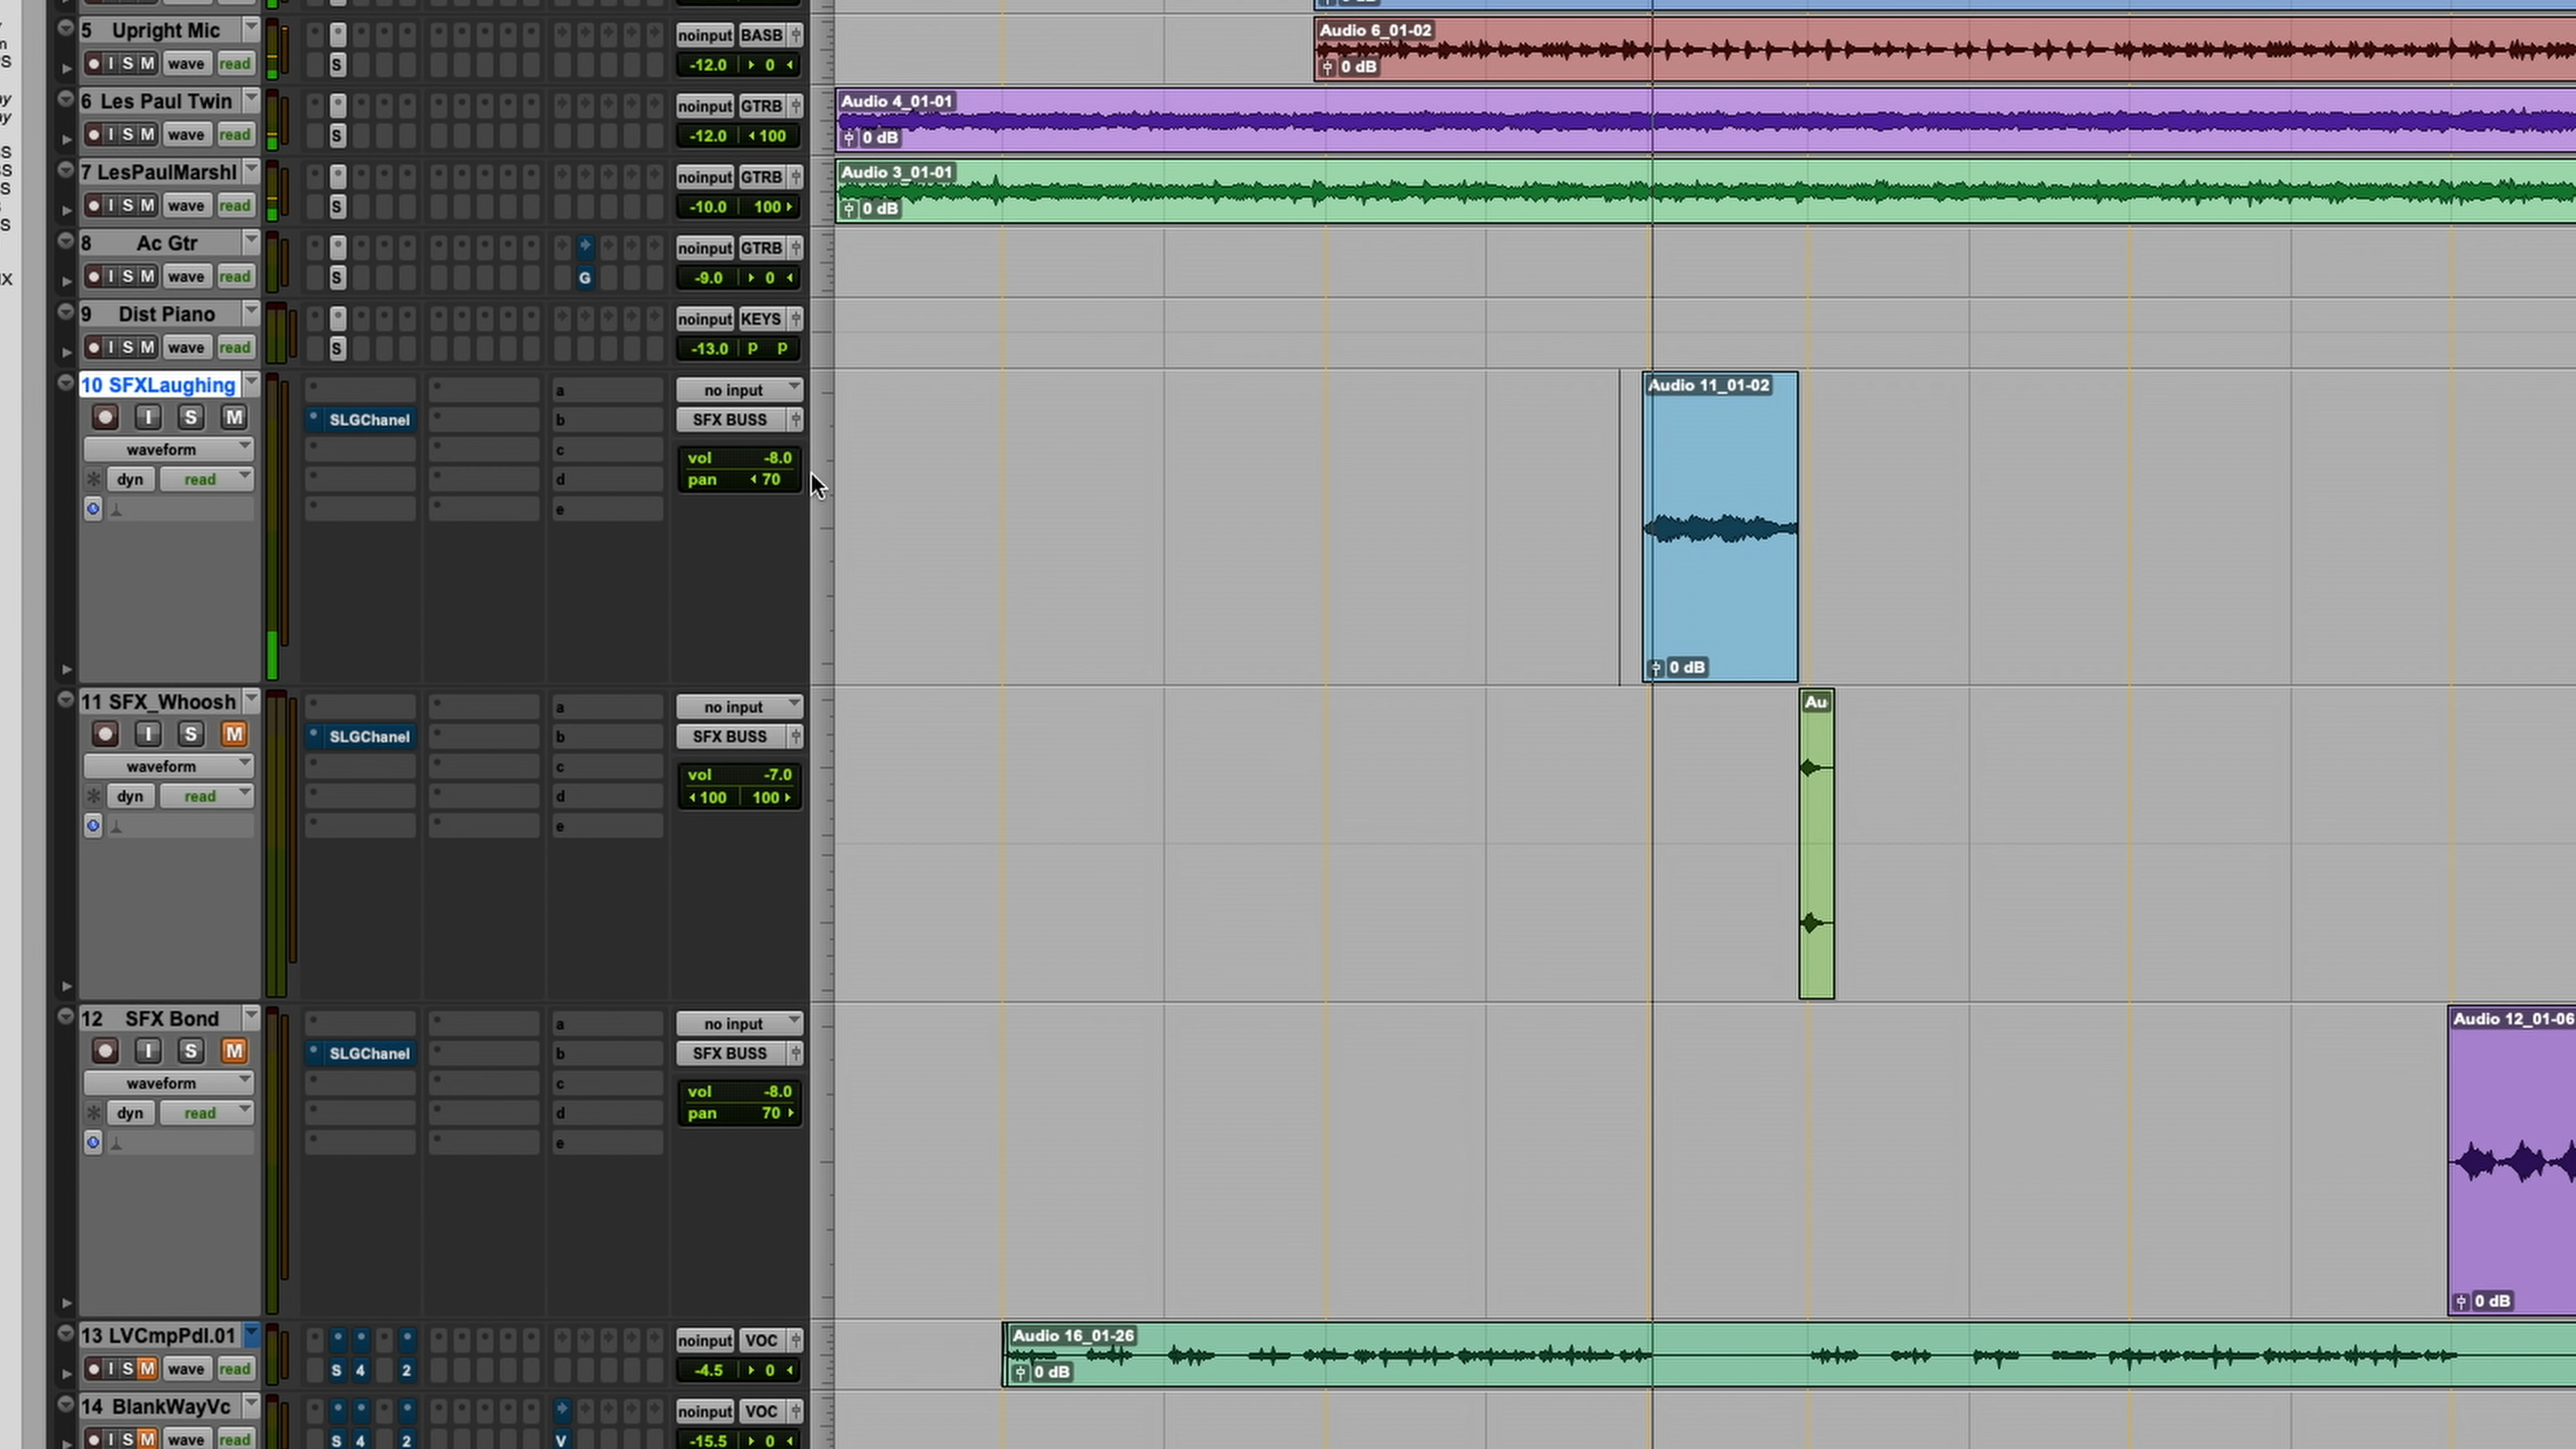 5 Upright Mic
I S M wave read
S
noinput BASB
-12.0 0
Audio 6_01-02
0 dB
6 Les Paul Twin
I S M wave read
S
noinput GTRB
-12.0 100
Audio 4_01-01
0 dB
7 LesPaulMarshl
I S M wave read
S
noinput GTRB
-10.0 100
Audio 3_01-01
0 dB
8 Ac Gtr
I S M wave read
S G
noinput GTRB
-9.0 0
9 Dist Piano
I S M wave read
S
noinput KEYS
-13.0 p p
10 SFXLaughing
I S M
waveform
dyn read
SLGChanel
a
b
c
d
e
no input
SFX BUSS
vol -8.0
pan 70
Audio 11_01-02
0 dB
11 SFX_Whoosh
I S M
waveform
dyn read
SLGChanel
a
b
c
d
e
no input
SFX BUSS
vol -7.0
100 100
Au
12 SFX Bond
I S M
waveform
dyn read
SLGChanel
a
b
c
d
e
no input
SFX BUSS
vol -8.0
pan 70
Audio 12_01-06
0 dB
13 LVCmpPdl.01
I S M wave read
S 4 2
noinput VOC
-4.5 0
Audio 16_01-26
0 dB
14 BlankWayVc
I S M wave read
S 4 2 V
noinput VOC
-15.5 0